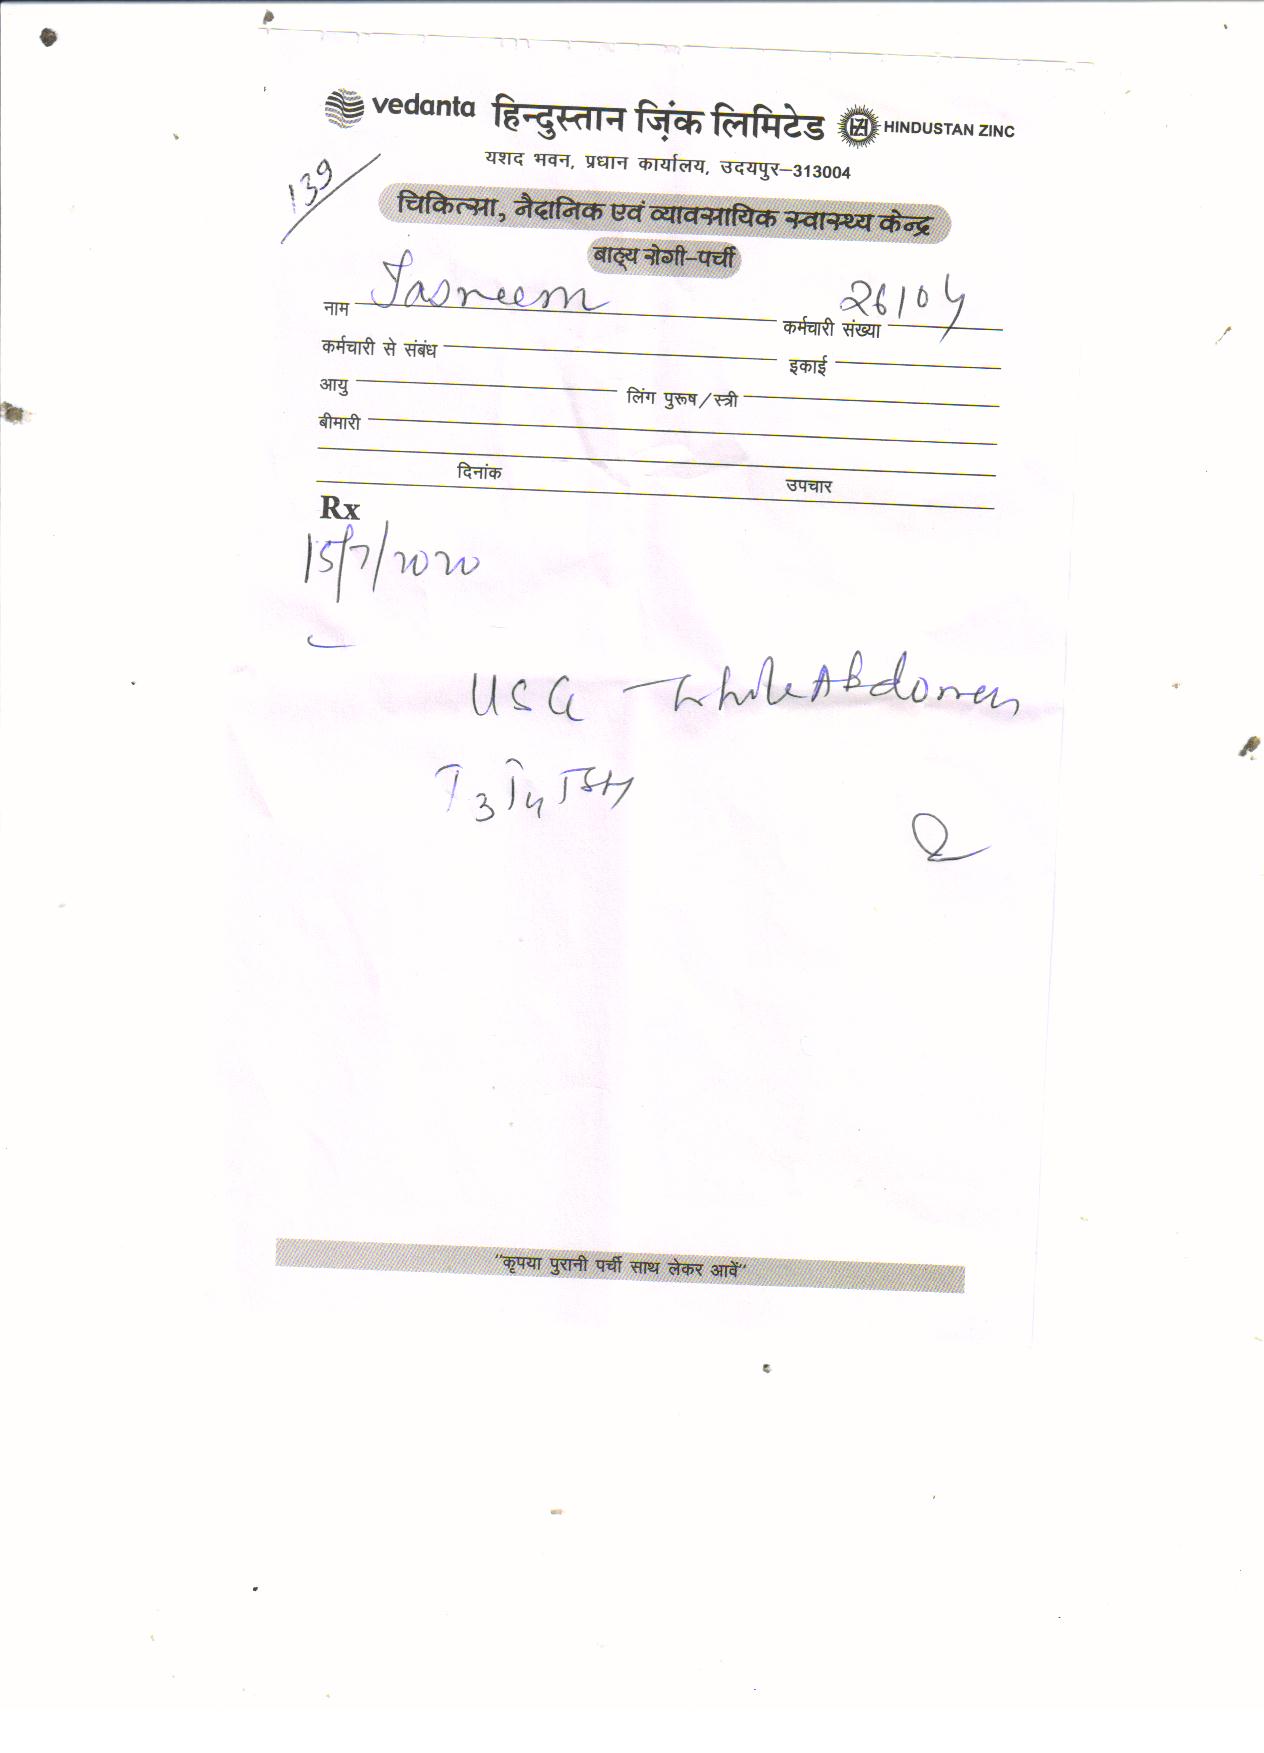 vedanta हिन्दुस्तान ज़िंक लिमिटेड HINDUSTAN ZINC
यशद भवन, प्रधान कार्यालय, उदयपुर–313004
139
चिकित्सा, नैदानिक एवं व्यावसायिक स्वास्थ्य केन्द्र
बाह्य रोगी–पर्ची
नाम Tasneem कर्मचारी संख्या 26104
कर्मचारी से संबंध इकाई
आयु लिंग पुरूष/स्त्री
बीमारी
दिनांक उपचार
Rx
15/7/2020
USG – Whole Abdomen
T3 T4 TSH
"कृपया पुरानी पर्ची साथ लेकर आवें"